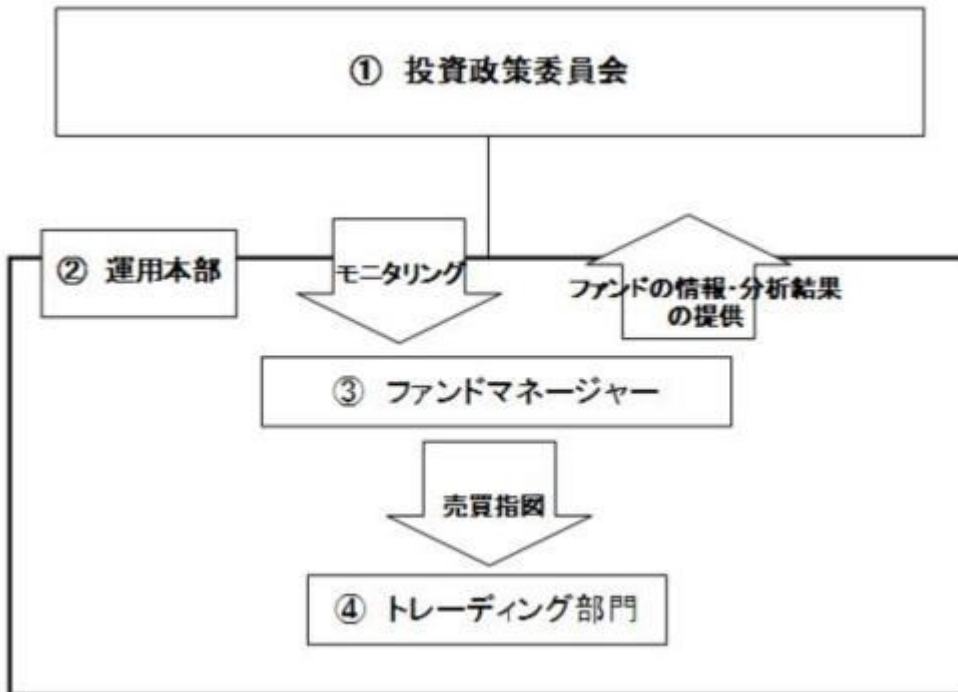 ① 投資政策委員会
② 運用本部
モニタリング
ファンドの情報・分析結果
の提供
③ ファンドマネージャー
売買指図
④ トレーディング部門